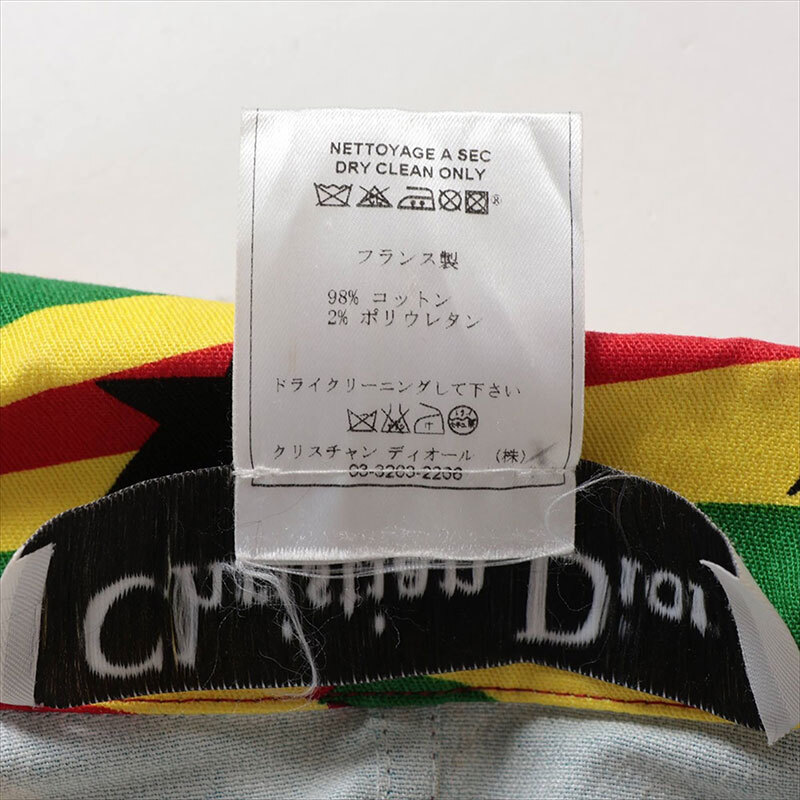 NETTOYAGE A SEC
DRY CLEAN ONLY
フランス製
98% コットン
2% ポリウレタン
ドライクリーニングして下さい
クリスチャン ディオール (株)
03-3263-2266
Christian Dior